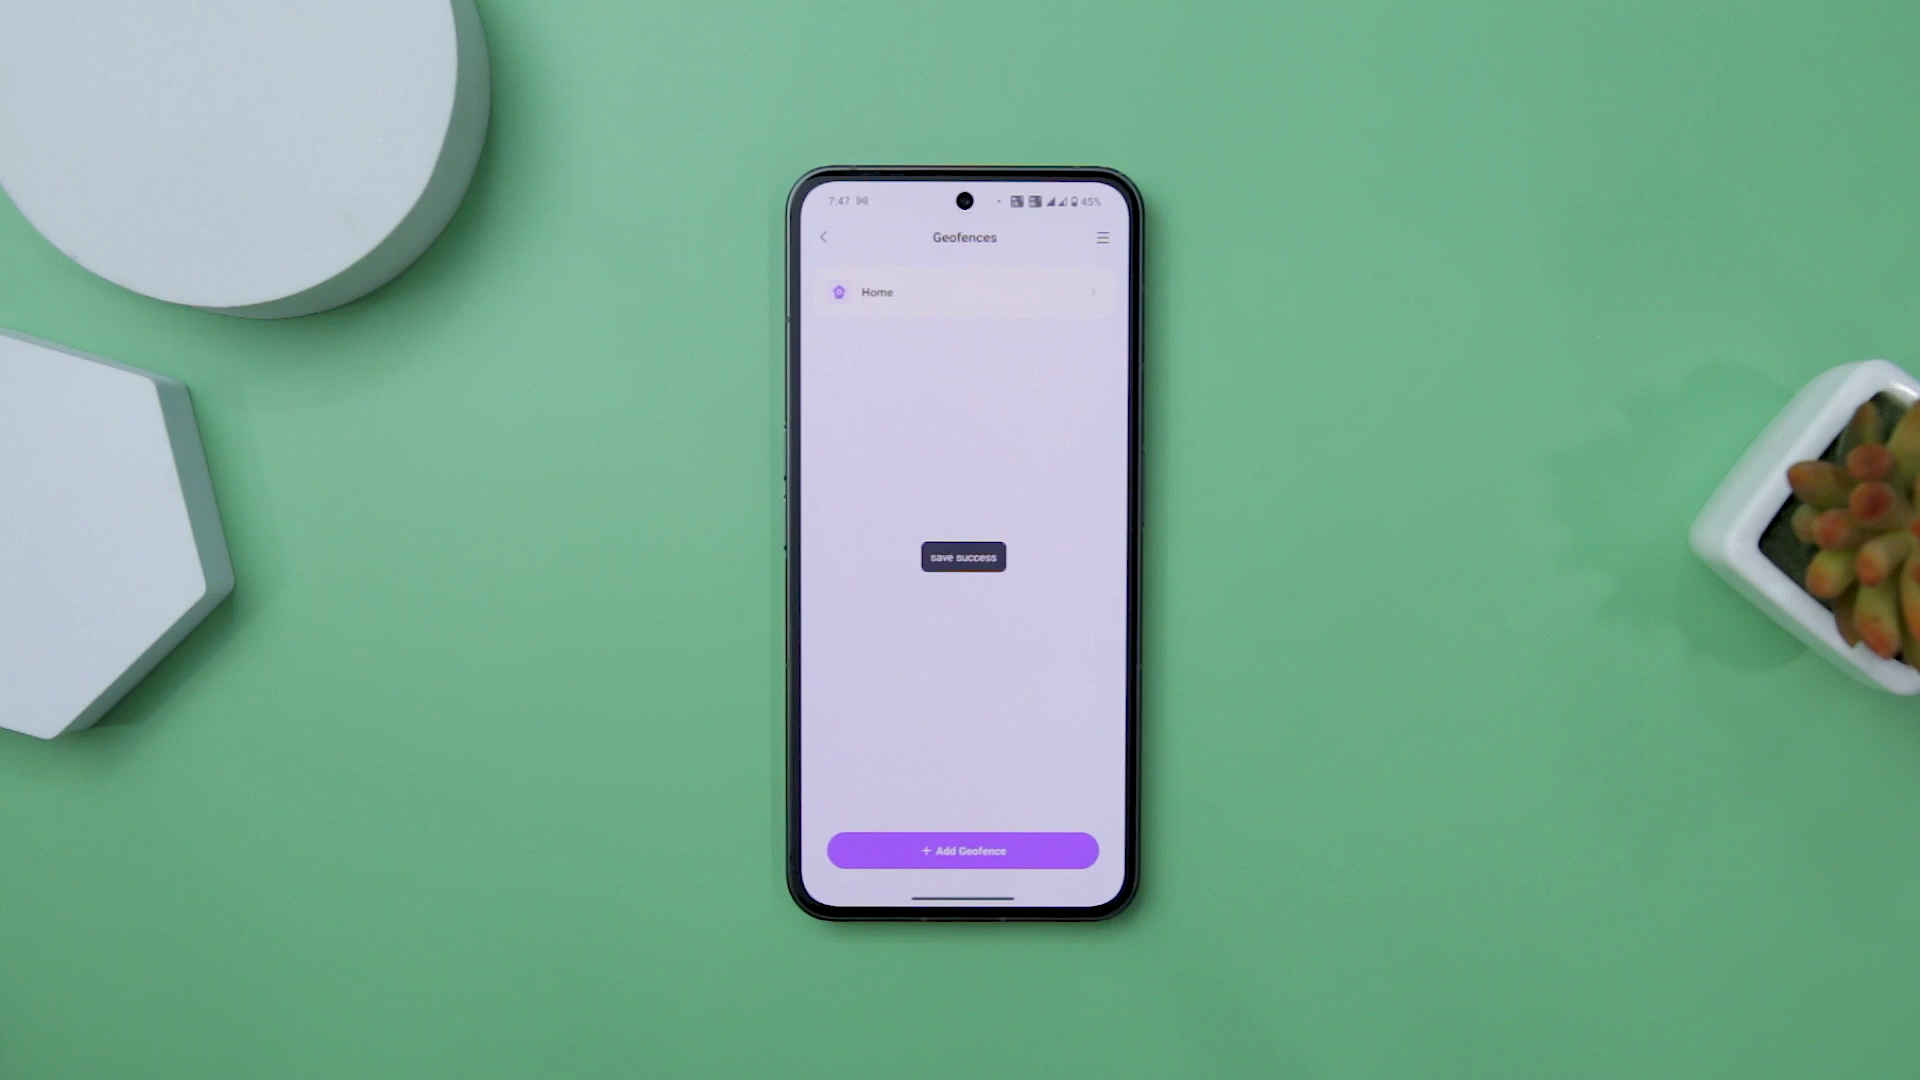 7:47
45%
Geofences
Home
save success
+ Add Geofence